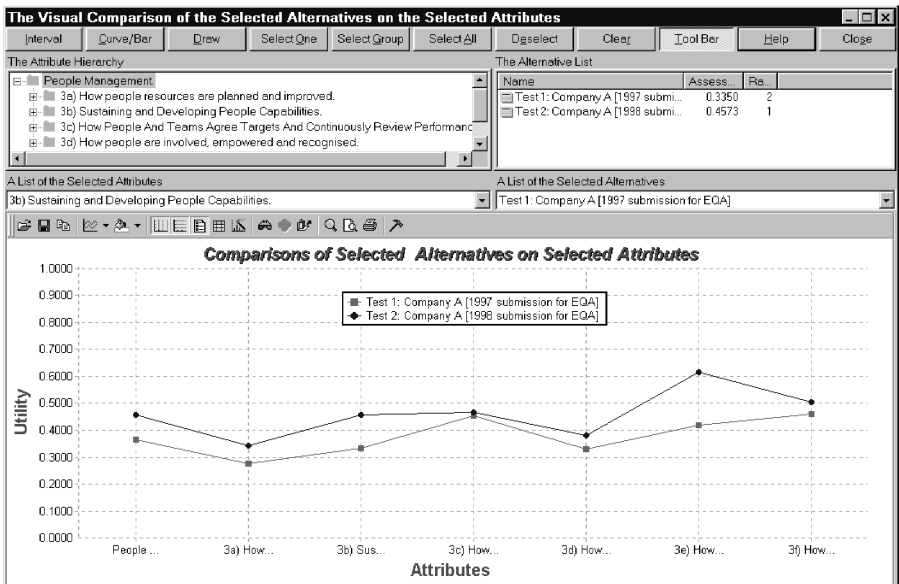 The Visual Comparison of the Selected Alternatives on the Selected Attributes
Interval Curve/Bar Draw Select One Select Group Select All Deselect Clear Tool Bar Help Close
The Attribute Hierarchy
People Management
3a) How people resources are planned and improved.
3b) Sustaining and Developing People Capabilities.
3c) How People And Teams Agree Targets And Continuously Review Performanc
3d) How people are involved, empowered and recognised.
The Alternative List
Name Assess... Ra...
Test 1: Company A [1997 submi... 0.3350 2
Test 2: Company A [1998 submi... 0.4573 1
A List of the Selected Attributes
3b) Sustaining and Developing People Capabilities.
A List of the Selected Alternatives
Test 1: Company A [1997 submission for EQA]
Comparisons of Selected Alternatives on Selected Attributes
Test 1: Company A [1997 submission for EQA]
Test 2: Company A [1998 submission for EQA]
Utility
1.0000
0.9000
0.8000
0.7000
0.6000
0.5000
0.4000
0.3000
0.2000
0.1000
0.0000
People ... 3a) How... 3b) Sus... 3c) How... 3d) How... 3e) How... 3f) How...
Attributes